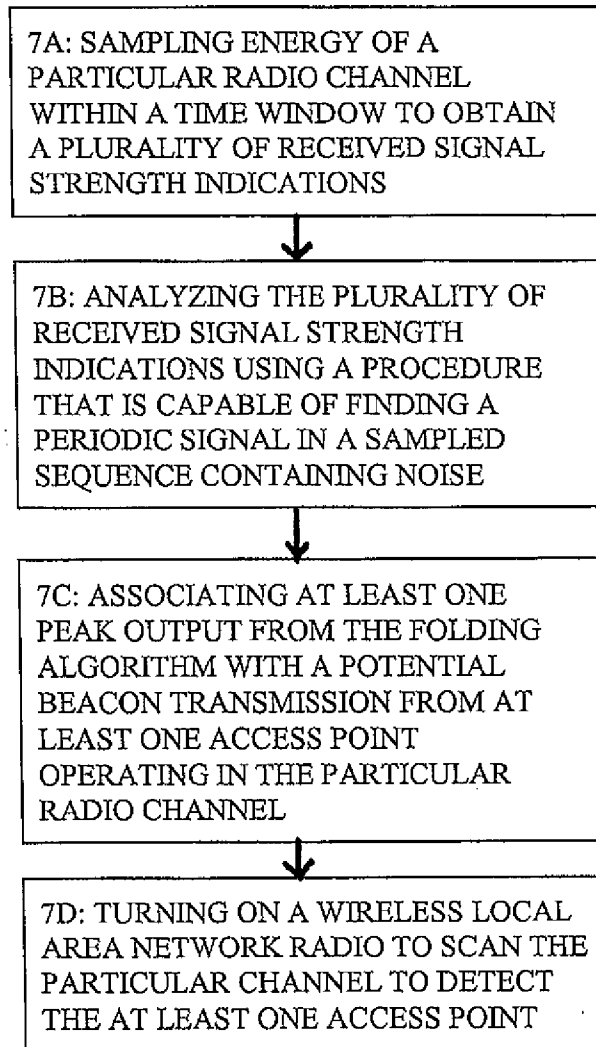 7A: SAMPLING ENERGY OF A
PARTICULAR RADIO CHANNEL
WITHIN A TIME WINDOW TO OBTAIN
A PLURALITY OF RECEIVED SIGNAL
STRENGTH INDICATIONS
7B: ANALYZING THE PLURALITY OF
RECEIVED SIGNAL STRENGTH
INDICATIONS USING A PROCEDURE
THAT IS CAPABLE OF FINDING A
PERIODIC SIGNAL IN A SAMPLED
SEQUENCE CONTAINING NOISE
7C: ASSOCIATING AT LEAST ONE
PEAK OUTPUT FROM THE FOLDING
ALGORITHM WITH A POTENTIAL
BEACON TRANSMISSION FROM AT
LEAST ONE ACCESS POINT
OPERATING IN THE PARTICULAR
RADIO CHANNEL
7D: TURNING ON A WIRELESS LOCAL
AREA NETWORK RADIO TO SCAN THE
PARTICULAR CHANNEL TO DETECT
THE AT LEAST ONE ACCESS POINT